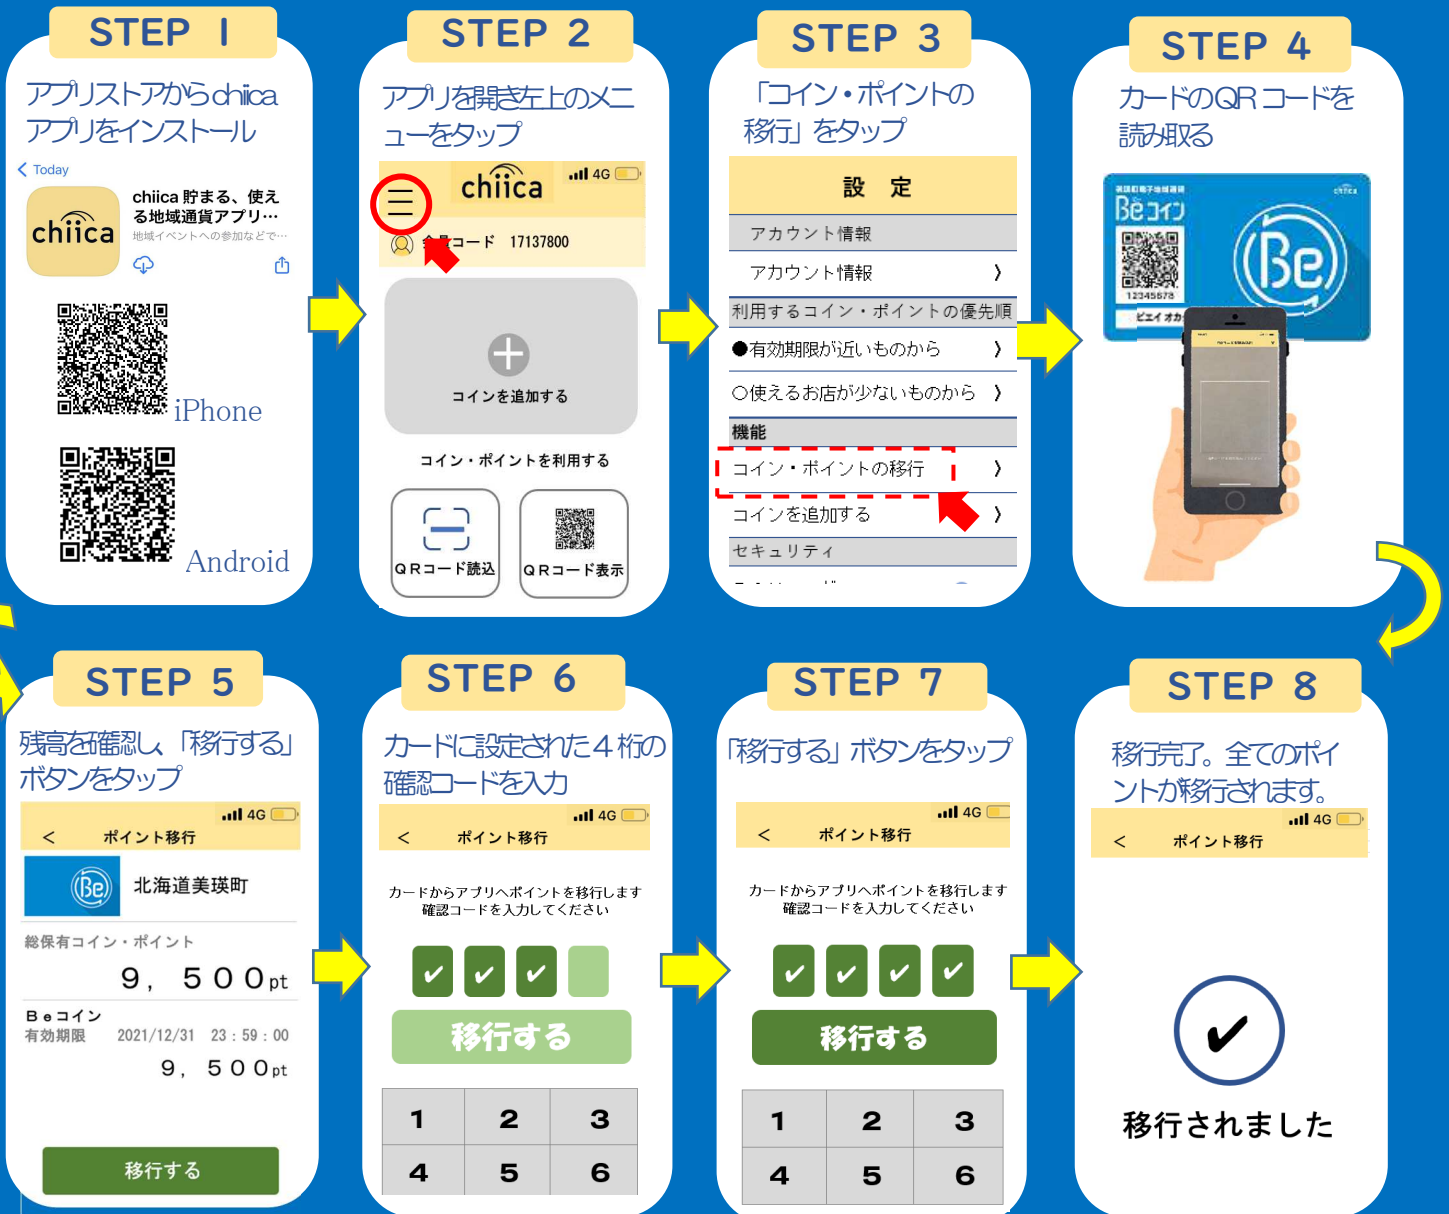 STEP 1
アプリストアからchiica
アプリをインストール
Today
chiica 貯まる、使え
る地域通貨アプリ…
地域イベントへの参加などで…
chiica
iPhone
Android
STEP 2
アプリを開き左上のメニ
ューをタップ
chiica
4G
会員コード 17137800
コインを追加する
コイン・ポイントを利用する
QRコード読込
QRコード表示
STEP 3
「コイン・ポイントの
移行」をタップ
設 定
アカウント情報
アカウント情報
利用するコイン・ポイントの優先順
●有効期限が近いものから
○使えるお店が少ないものから
機能
コイン・ポイントの移行
コインを追加する
セキュリティ
STEP 4
カードのQRコードを
読み取る
美瑛町電子地域通貨
chiica
Beコイン
Be
12345678
ビエイ オカ
STEP 5
残高を確認し、「移行する」
ボタンをタップ
4G
< ポイント移行
Be
北海道美瑛町
総保有コイン・ポイント
9,500pt
Beコイン
有効期限 2021/12/31 23:59:00
9,500pt
移行する
STEP 6
カードに設定された4桁の
確認コードを入力
4G
< ポイント移行
カードからアプリへポイントを移行します
確認コードを入力してください
移行する
1 2 3
4 5 6
STEP 7
「移行する」ボタンをタップ
4G
< ポイント移行
カードからアプリへポイントを移行します
確認コードを入力してください
移行する
1 2 3
4 5 6
STEP 8
移行完了。全てのポイ
ントが移行されます。
4G
< ポイント移行
移行されました